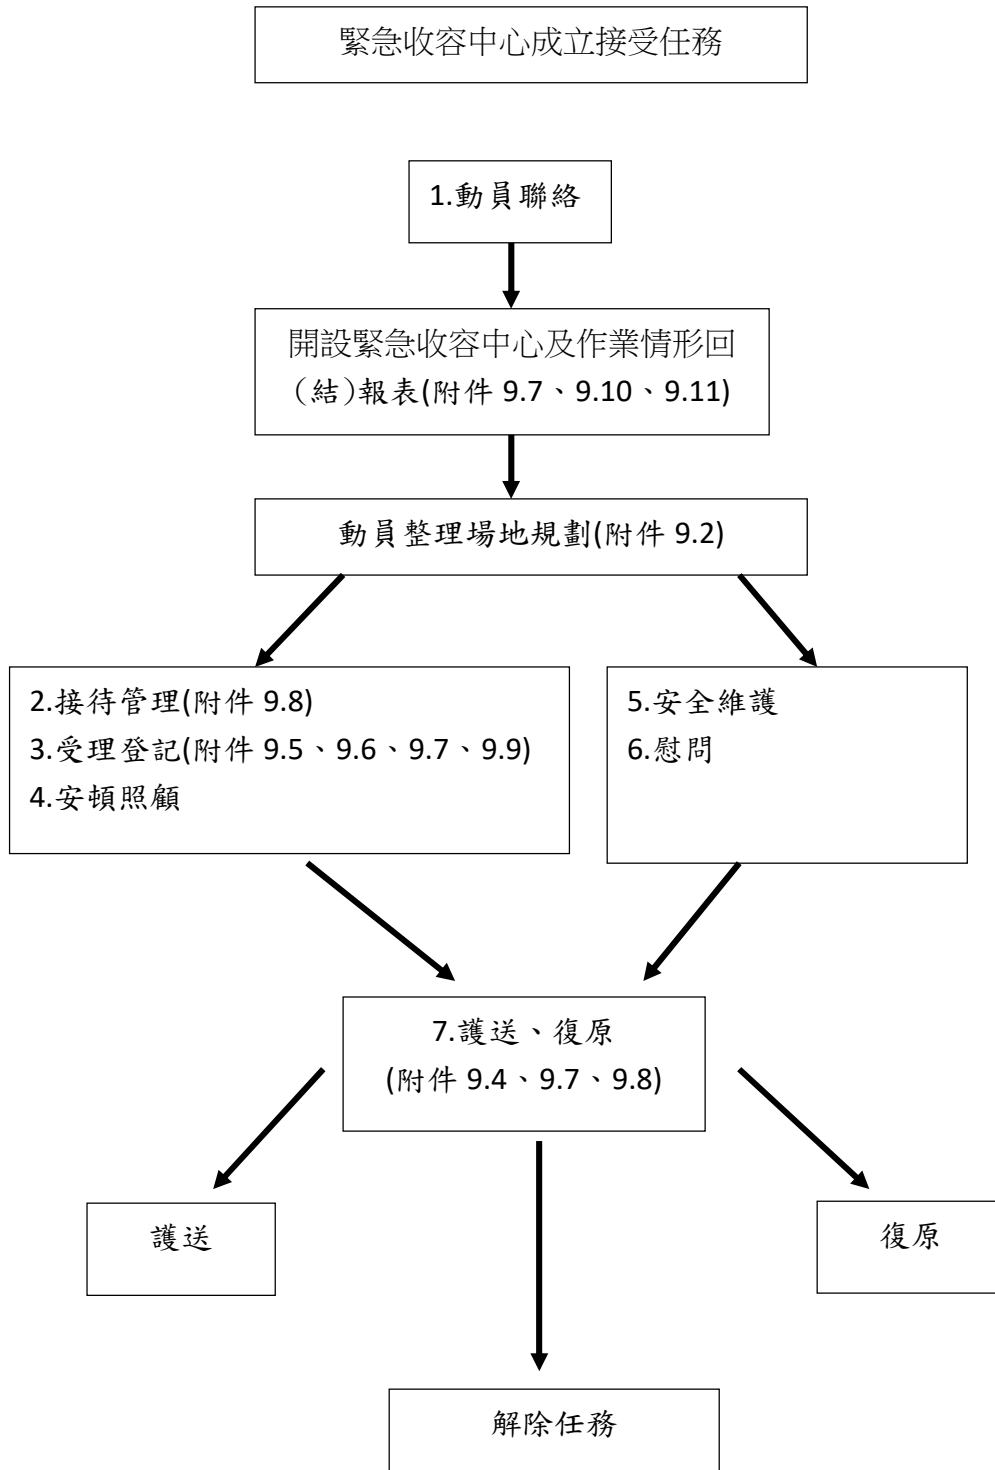 緊急收容中心成立接受任務
1.動員聯絡
開設緊急收容中心及作業情形回
(結)報表(附件 9.7、9.10、9.11)
動員整理場地規劃(附件 9.2)
2.接待管理(附件 9.8)
3.受理登記(附件 9.5、9.6、9.7、9.9)
4.安頓照顧
5.安全維護
6.慰問
7.護送、復原
(附件 9.4、9.7、9.8)
護送
復原
解除任務